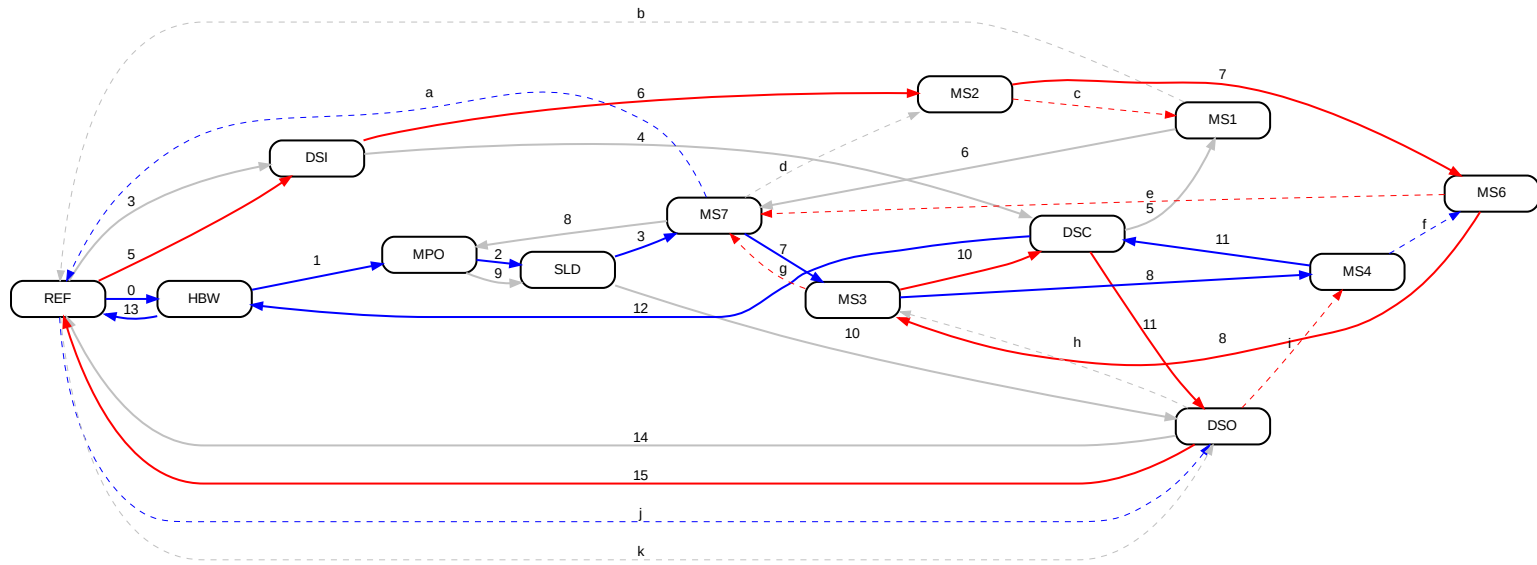 b
a
6
7
MS2
c
MS1
4
DSI
6
d
3
e
MS6
MS7
5
8
f
DSC
3
5
7
11
MPO
2
10
1
SLD
9
g
MS4
8
REF
0
HBW
MS3
13
12
11
10
h
8
i
DSO
14
15
j
k